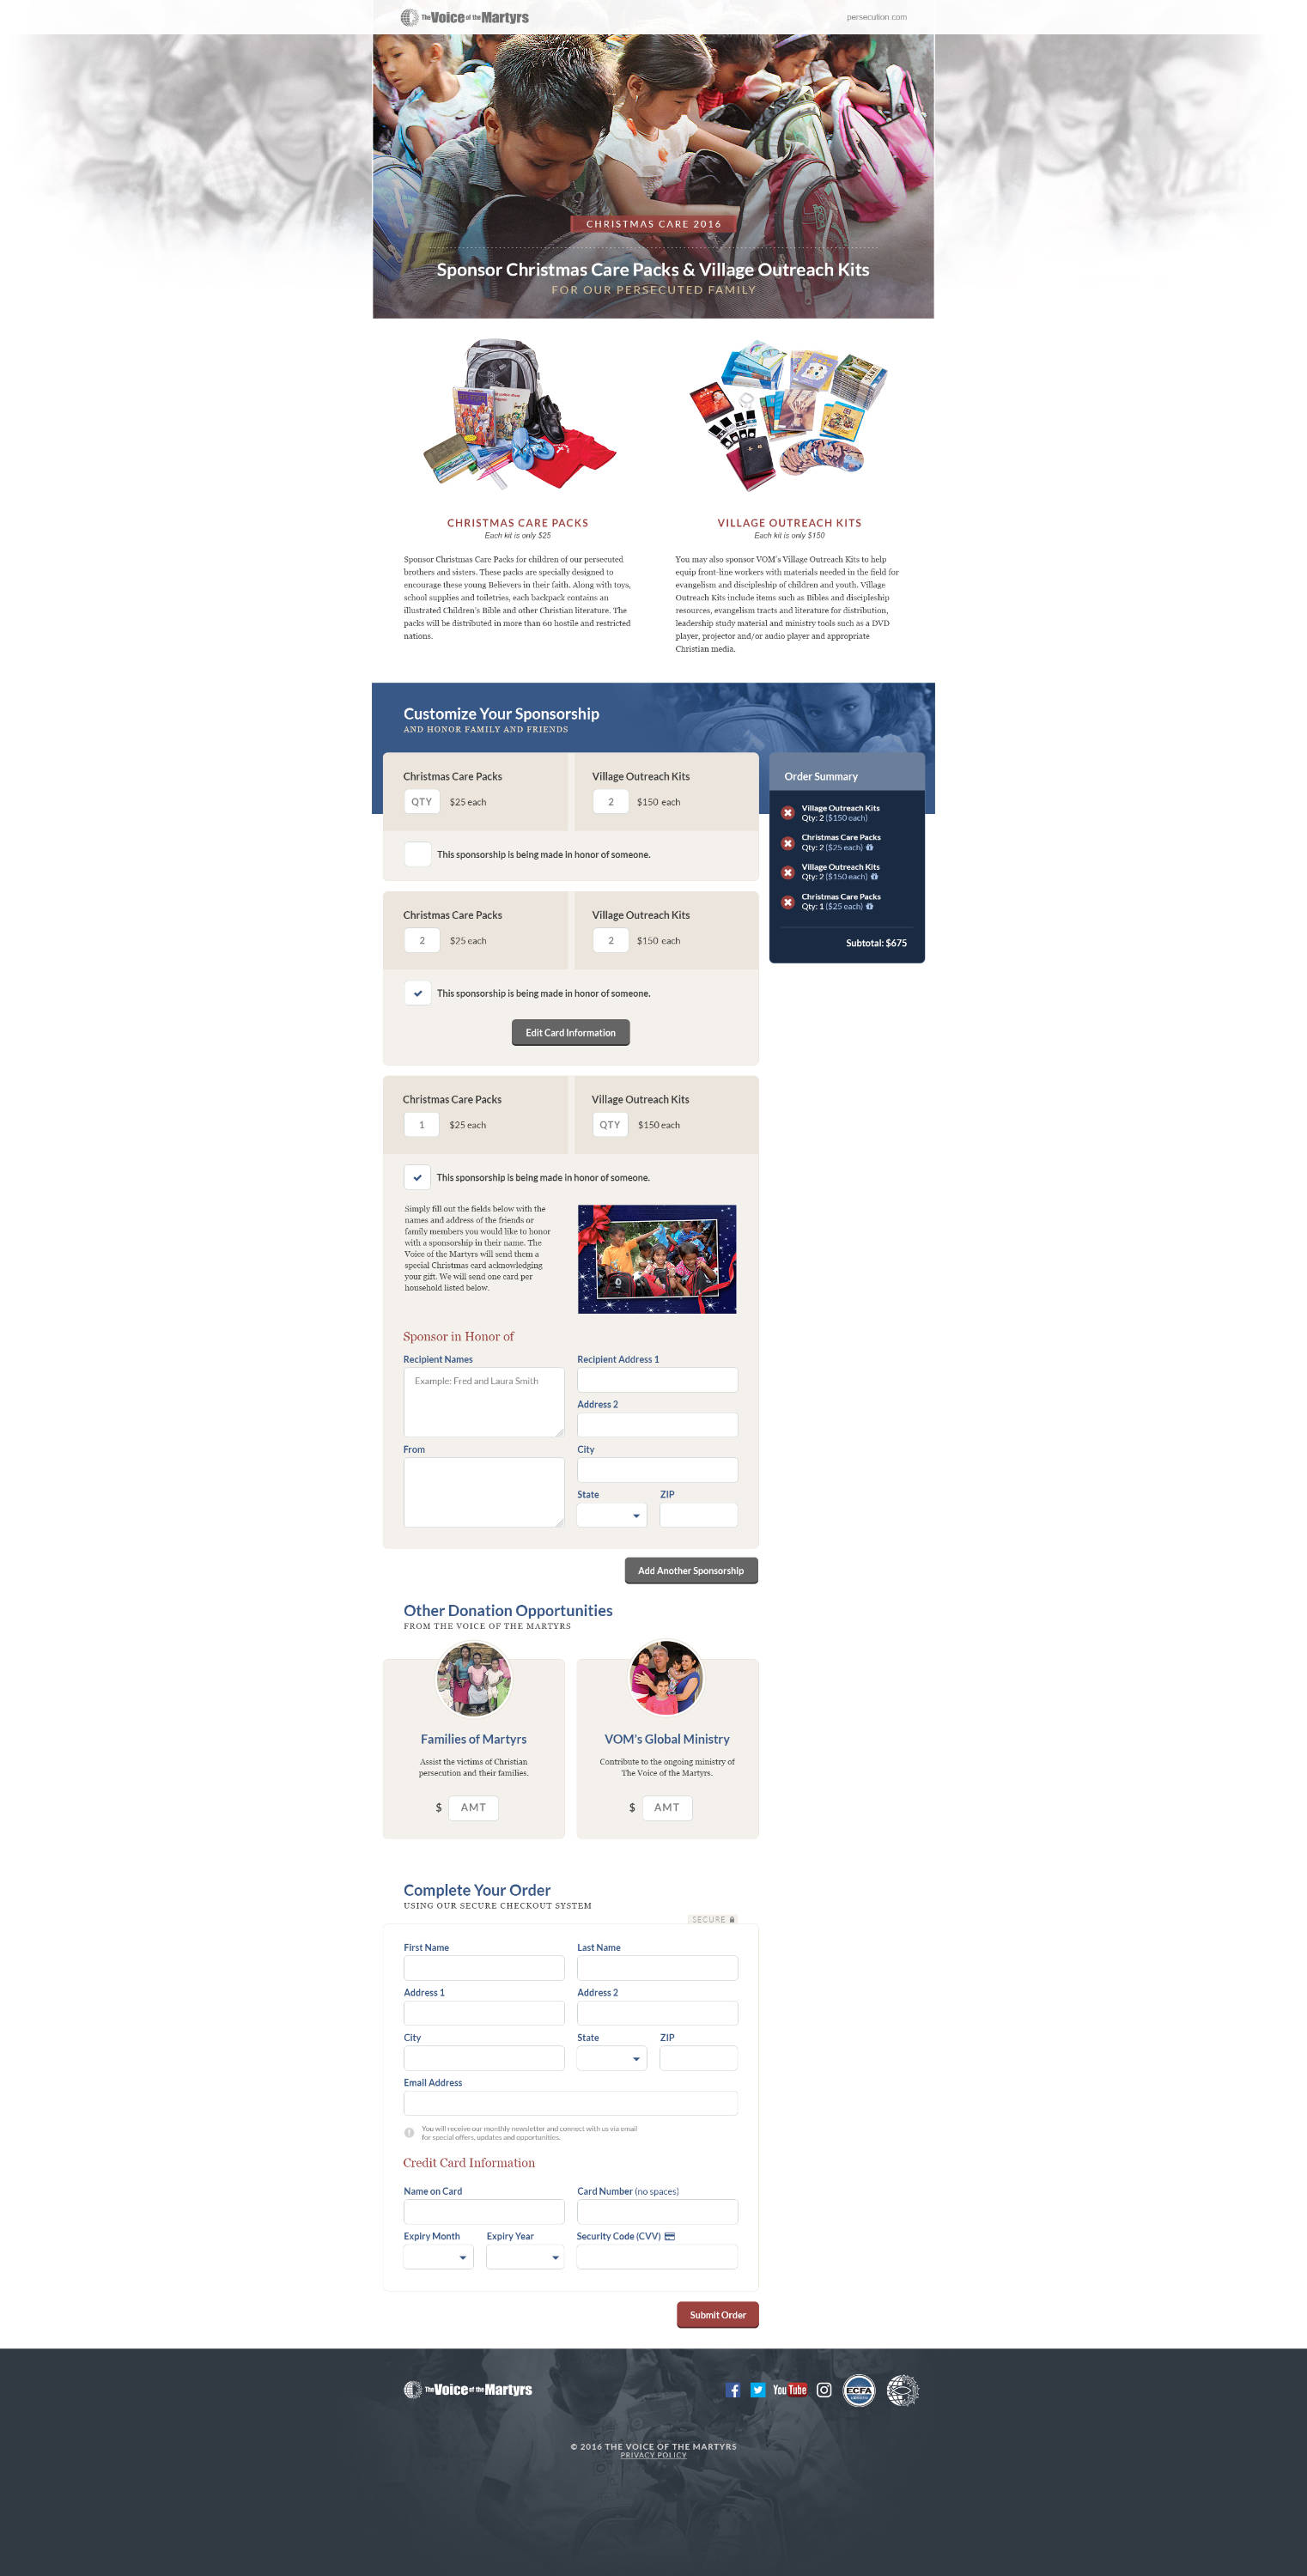 The Voice of the Martyrs
persecution.com
CHRISTMAS CARE 2016
Sponsor Christmas Care Packs & Village Outreach Kits
FOR OUR PERSECUTED FAMILY
CHRISTMAS CARE PACKS
Each kit is only $25
Sponsor Christmas Care Packs for children of our persecuted
brothers and sisters. These packs are specially designed to
encourage these young Believers in their faith. Along with toys,
school supplies and toiletries, each backpack contains an
illustrated Children's Bible and other Christian literature. The
packs will be distributed in more than 60 hostile and restricted
nations.
VILLAGE OUTREACH KITS
Each kit is only $150
You may also sponsor VOM's Village Outreach Kits to help
equip front-line workers with materials needed in the field for
evangelism and discipleship of children and youth. Village
Outreach Kits include items such as Bibles and discipleship
resources, evangelism tracts and literature for distribution,
leadership study material and ministry tools such as a DVD
player, projector and/or audio player and appropriate
Christian media.
Customize Your Sponsorship
AND HONOR FAMILY AND FRIENDS
Christmas Care Packs
QTY $25 each
Village Outreach Kits
2 $150 each
This sponsorship is being made in honor of someone.
Order Summary
Village Outreach Kits
Qty: 2 ($150 each)
Christmas Care Packs
Qty: 2 ($25 each)
Village Outreach Kits
Qty: 2 ($150 each)
Christmas Care Packs
Qty: 1 ($25 each)
Subtotal: $675
Christmas Care Packs
2 $25 each
Village Outreach Kits
2 $150 each
This sponsorship is being made in honor of someone.
Edit Card Information
Christmas Care Packs
1 $25 each
Village Outreach Kits
QTY $150 each
This sponsorship is being made in honor of someone.
Simply fill out the fields below with the
names and address of the friends or
family members you would like to honor
with a sponsorship in their name. The
Voice of the Martyrs will send them a
special Christmas card acknowledging
your gift. We will send one card per
household listed below.
Sponsor in Honor of
Recipient Names
Example: Fred and Laura Smith
From
Recipient Address 1
Address 2
City
State ZIP
Add Another Sponsorship
Other Donation Opportunities
FROM THE VOICE OF THE MARTYRS
Families of Martyrs
Assist the victims of Christian
persecution and their families.
$ AMT
VOM's Global Ministry
Contribute to the ongoing ministry of
The Voice of the Martyrs.
$ AMT
Complete Your Order
USING OUR SECURE CHECKOUT SYSTEM
SECURE
First Name Last Name
Address 1 Address 2
City State ZIP
Email Address
You will receive our monthly newsletter and connect with us via email
for special offers, updates and opportunities.
Credit Card Information
Name on Card Card Number (no spaces)
Expiry Month Expiry Year Security Code (CVV)
Submit Order
The Voice of the Martyrs
You Tube
ECFA
© 2016 THE VOICE OF THE MARTYRS
PRIVACY POLICY